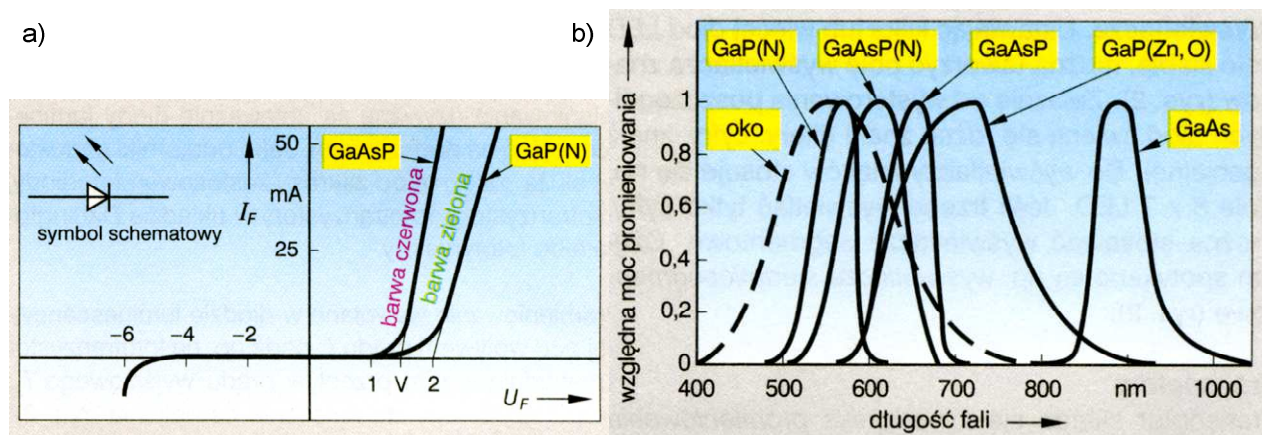 a)
symbol schematowy
I_F
50
mA
25
GaAsP
GaP(N)
barwa czerwona
barwa zielona
−6
−4
−2
1 V 2
U_F
b)
GaP(N)
GaAsP(N)
GaAsP
GaP(Zn, O)
oko
GaAs
względna moc promieniowania
1
0,8
0,6
0,4
0,2
0
400 500 600 700 800 nm 1000
długość fali